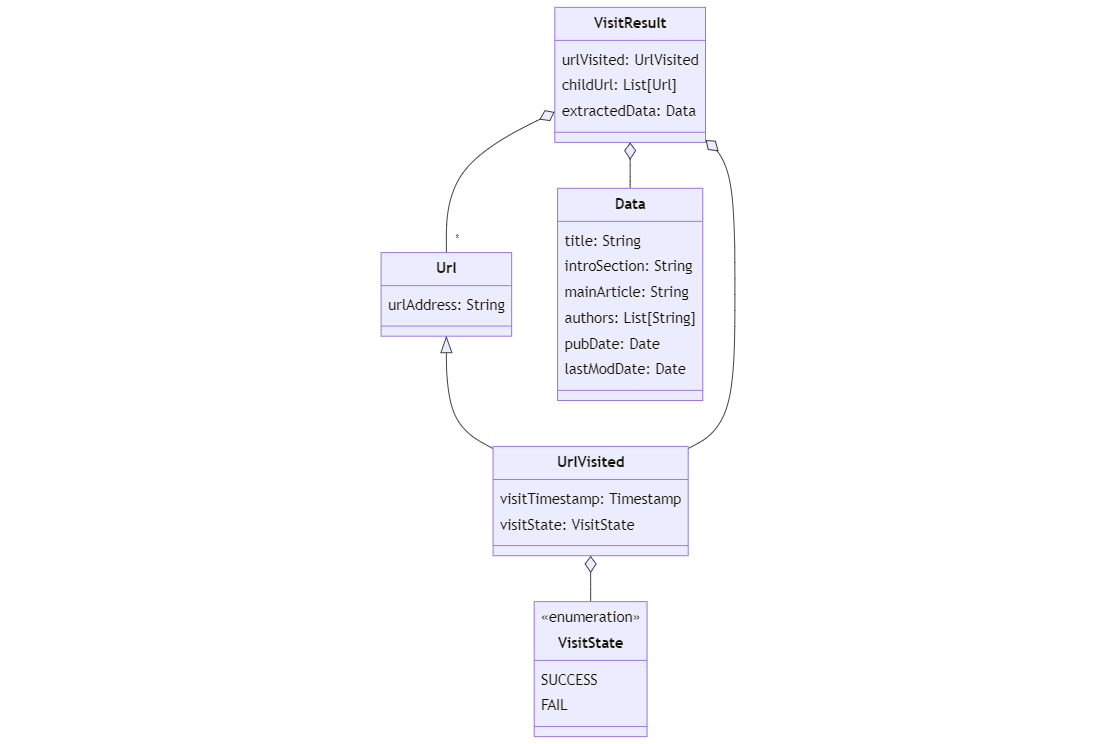 VisitResult
urlVisited: UrlVisited
childUrl: List[Url]
extractedData: Data
*
Data
title: String
introSection: String
mainArticle: String
authors: List[String]
pubDate: Date
lastModDate: Date
Url
urlAddress: String
UrlVisited
visitTimestamp: Timestamp
visitState: VisitState
«enumeration»
VisitState
SUCCESS
FAIL